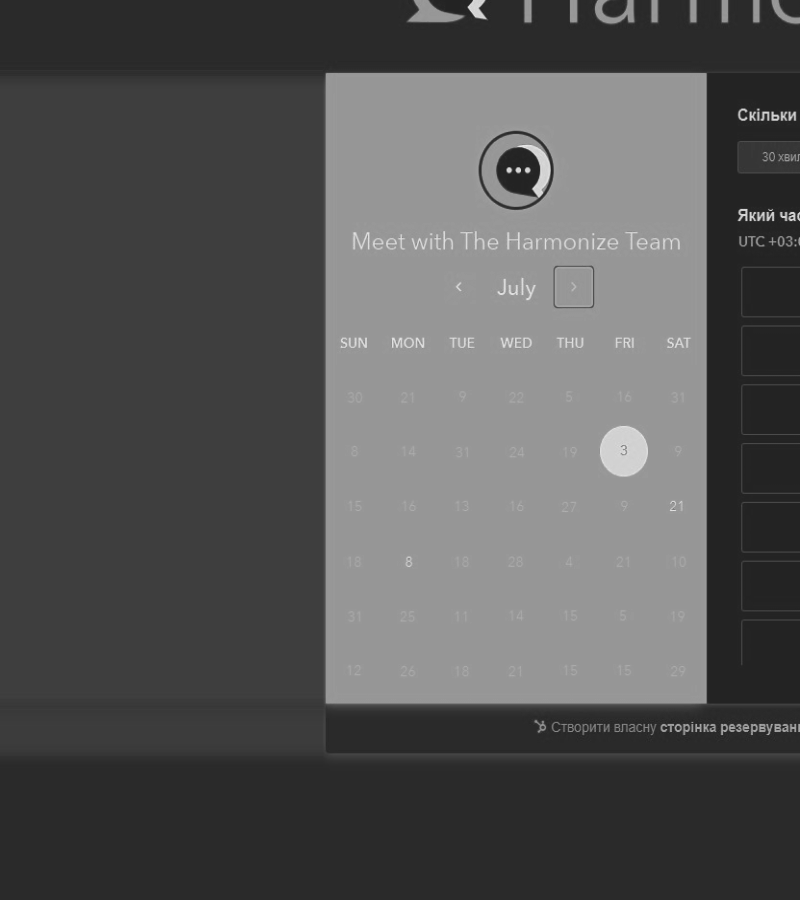 Harmo
Meet with The Harmonize Team
July
SUN MON TUE WED THU FRI SAT
30 21 9 22 5 16 31
8 14 31 24 19 3 9
15 16 13 16 27 9 21
18 8 18 28 4 21 10
31 25 11 14 15 5 19
12 26 18 21 15 15 29
Скільки
30 хвил
Який час
UTC +03:0
Створити власну сторінка резервуван